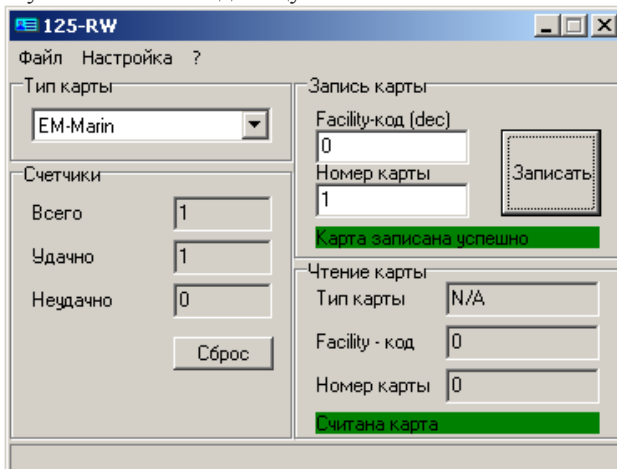 125-RW
Файл Настройка ?
Тип карты
EM-Marin
Счетчики
Всего 1
Удачно 1
Неудачно 0
Сброс
Запись карты
Facility-код (dec)
0
Номер карты
1
Записать
Карта записана успешно
Чтение карты
Тип карты N/A
Facility - код 0
Номер карты 0
Считана карта